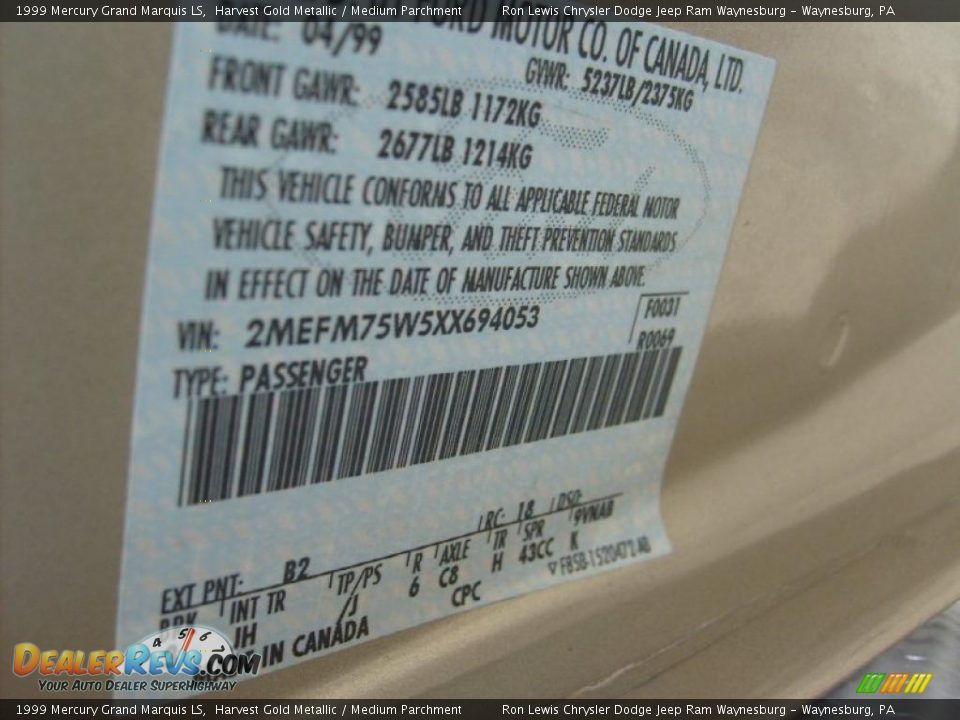 1999 Mercury Grand Marquis LS, Harvest Gold Metallic / Medium Parchment Ron Lewis Chrysler Dodge Jeep Ram Waynesburg - Waynesburg, PA
FORD MOTOR CO. OF CANADA, LTD.
DATE: 04/99
GVWR: 5237LB/2375KG
FRONT GAWR: 2585LB 1172KG
REAR GAWR: 2677LB 1214KG
THIS VEHICLE CONFORMS TO ALL APPLICABLE FEDERAL MOTOR
VEHICLE SAFETY, BUMPER, AND THEFT PREVENTION STANDARDS
IN EFFECT ON THE DATE OF MANUFACTURE SHOWN ABOVE.
VIN: 2MEFM75W5XX694053
F0031
R0069
TYPE: PASSENGER
EXT PNT: B2 RC: 18 DSO:
INT TR TP/PS R AXLE TR SPR 9VNAB
IH /J 6 C8 H 43CC K
CPC ▽F85B-1520472-AB
IN CANADA
4 5 6
DealerRevs.com
Your Auto Dealer SuperHighway
1999 Mercury Grand Marquis LS, Harvest Gold Metallic / Medium Parchment Ron Lewis Chrysler Dodge Jeep Ram Waynesburg - Waynesburg, PA